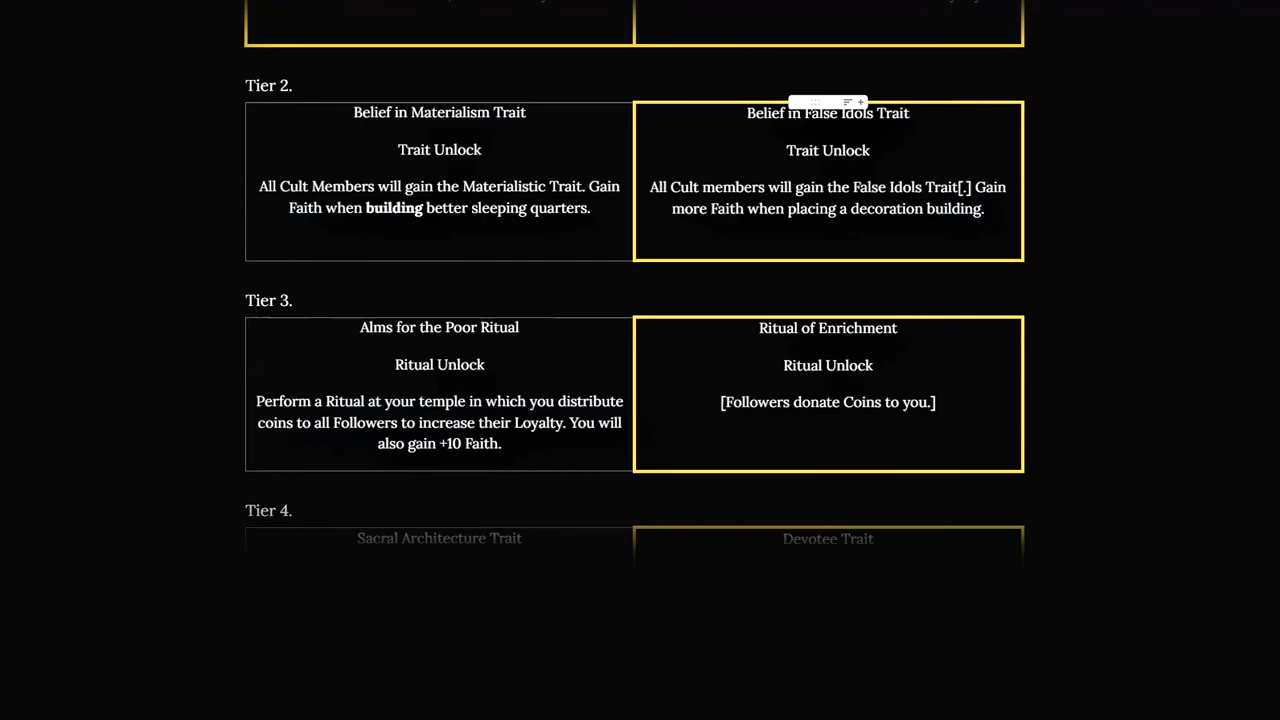 Tier 2.
Belief in Materialism Trait
Trait Unlock
All Cult Members will gain the Materialistic Trait. Gain
Faith when building better sleeping quarters.
Belief in False Idols Trait
Trait Unlock
All Cult members will gain the False Idols Trait[.] Gain
more Faith when placing a decoration building.
Tier 3.
Alms for the Poor Ritual
Ritual Unlock
Perform a Ritual at your temple in which you distribute
coins to all Followers to increase their Loyalty. You will
also gain +10 Faith.
Ritual of Enrichment
Ritual Unlock
[Followers donate Coins to you.]
Tier 4.
Sacral Architecture Trait
Devotee Trait